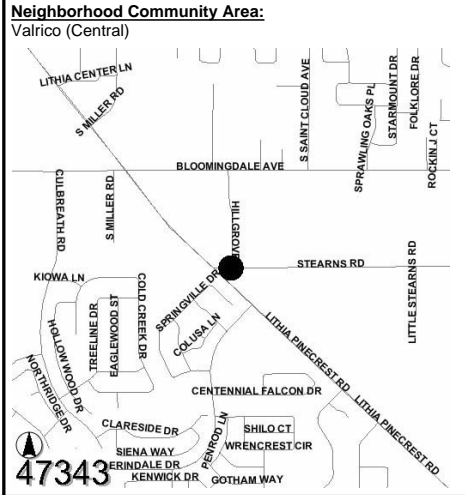 Neighborhood Community Area:
Valrico (Central)
LITHIA CENTER LN
S MILLER RD
S SAINT CLOUD AVE
SPRAWLING OAKS PL
STARMOUNT DR
FOLKLORE DR
ROCKIN J CT
BLOOMINGDALE AVE
CULBREATH RD
S MILLER RD
HILLGROVE
STEARNS RD
LITTLE STEARNS RD
KIOWA LN
COLD CREEK DR
SPRINGVILLE DR
TREELINE DR
EAGLEWOOD ST
COLUSA LN
HOLLOW WOOD DR
NORTHRIDGE DR
LITHIA PINECREST RD
LITHIA PINECREST RD
CENTENNIAL FALCON DR
CLARESIDE DR
PENROD LN
SHILO CT
WRENCREST CIR
SIENA WAY
ERINDALE DR
KENWICK DR
GOTHAM WAY
47343